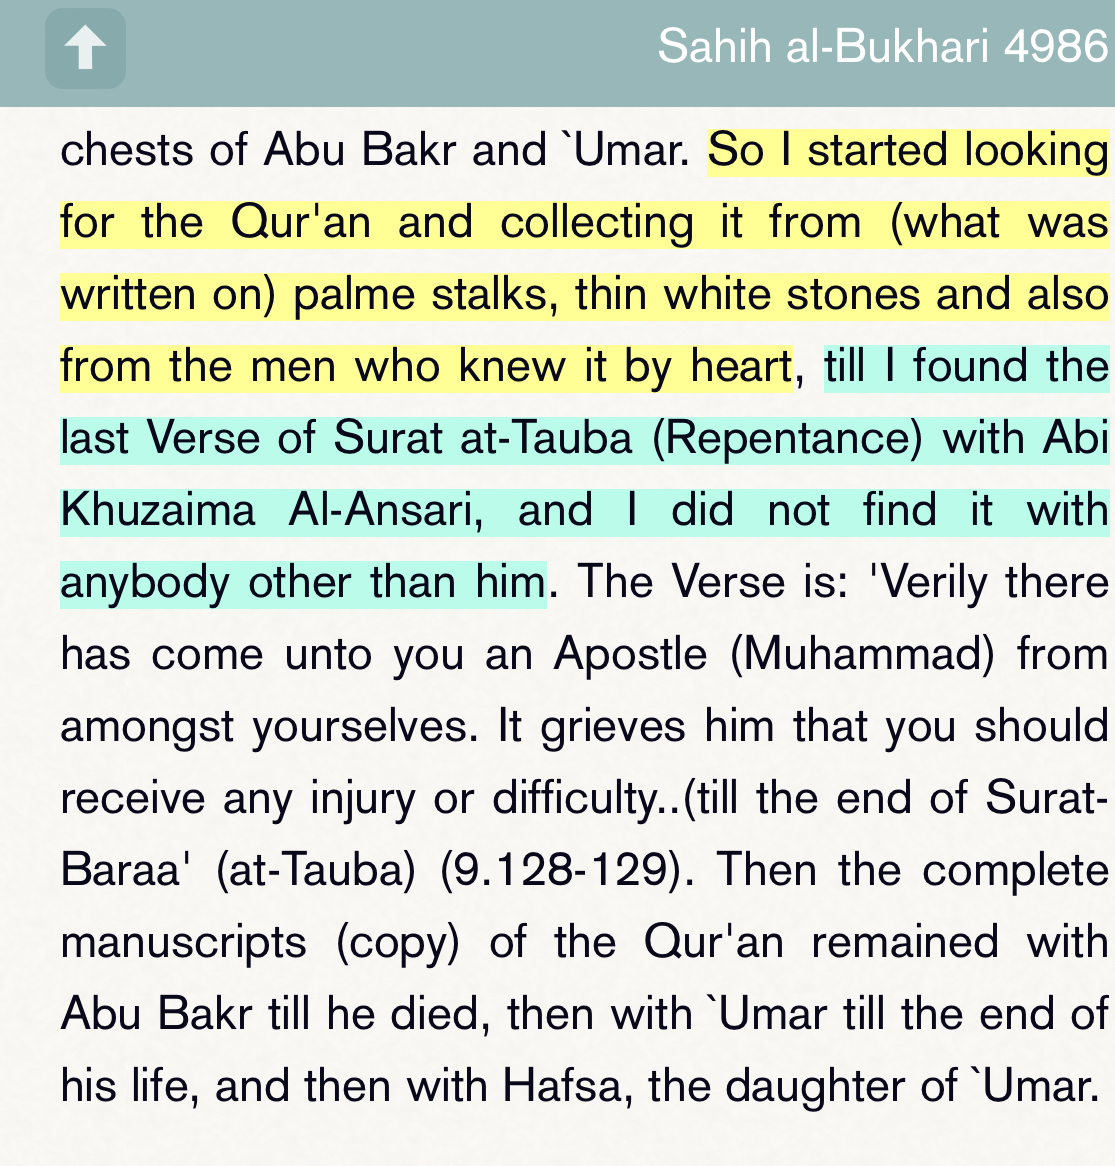 Sahih al-Bukhari 4986
chests of Abu Bakr and `Umar. So I started looking
for the Qur'an and collecting it from (what was
written on) palme stalks, thin white stones and also
from the men who knew it by heart, till I found the
last Verse of Surat at-Tauba (Repentance) with Abi
Khuzaima Al-Ansari, and I did not find it with
anybody other than him. The Verse is: 'Verily there
has come unto you an Apostle (Muhammad) from
amongst yourselves. It grieves him that you should
receive any injury or difficulty..(till the end of Surat-
Baraa' (at-Tauba) (9.128-129). Then the complete
manuscripts (copy) of the Qur'an remained with
Abu Bakr till he died, then with `Umar till the end of
his life, and then with Hafsa, the daughter of `Umar.